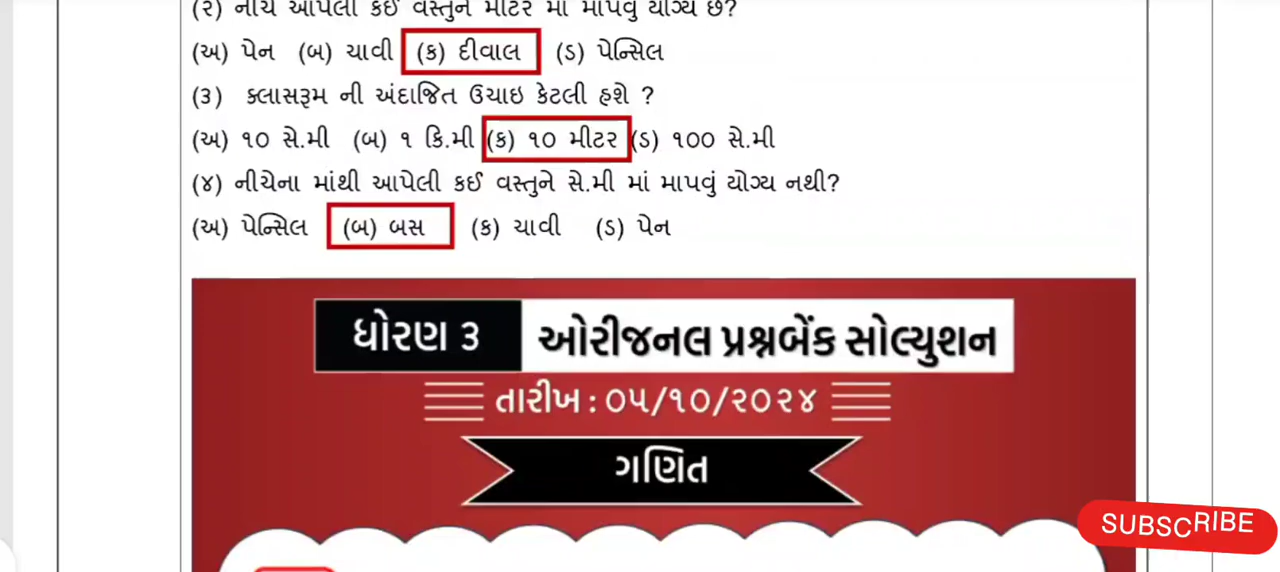 (૨) નીચે આપેલી કઈ વસ્તુને મીટર માં માપવું યોગ્ય છે?
(અ) પેન (બ) ચાવી (ક) દીવાલ (ડ) પેન્સિલ
(૩) ક્લાસરૂમ ની અંદાજિત ઉચાઇ કેટલી હશે ?
(અ) ૧૦ સે.મી (બ) ૧ કિ.મી (ક) ૧૦ મીટર (ડ) ૧૦૦ સે.મી
(૪) નીચેના માંથી આપેલી કઈ વસ્તુને સે.મી માં માપવું યોગ્ય નથી?
(અ) પેન્સિલ (બ) બસ (ક) ચાવી (ડ) પેન
ધોરણ ૩ ઓરીજનલ પ્રશ્નબેંક સોલ્યુશન
તારીખ : ૦૫/૧૦/૨૦૨૪
ગણિત
SUBSCRIBE